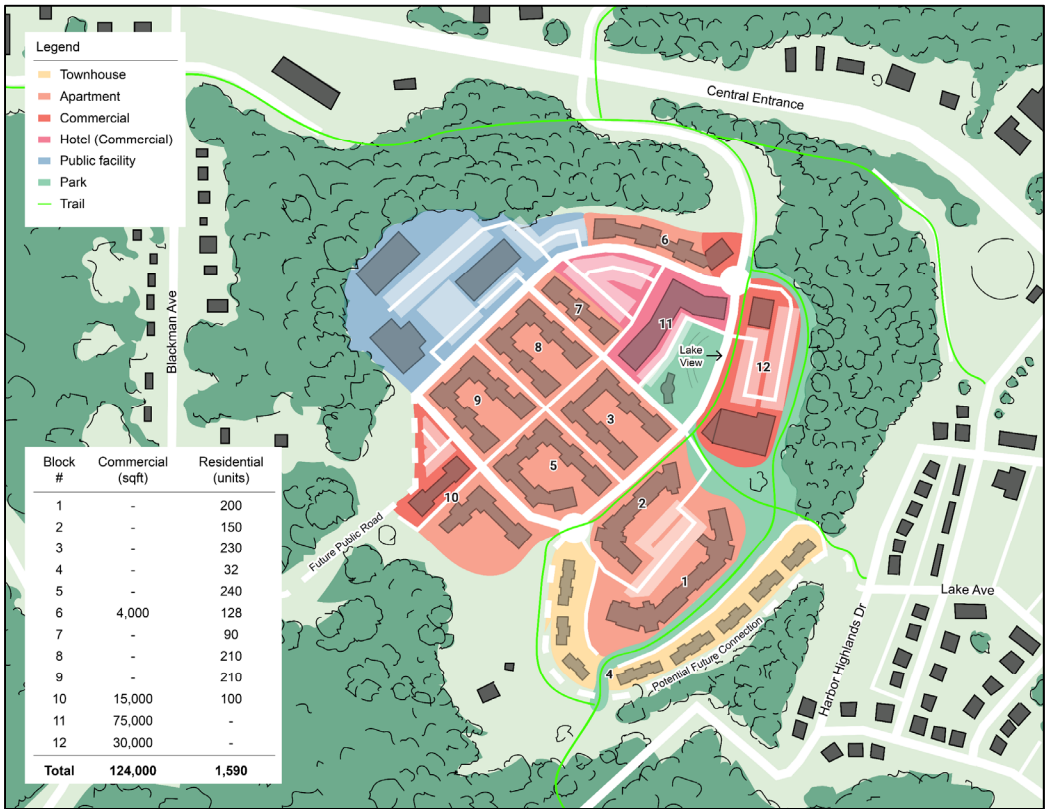 Legend
Townhouse
Apartment
Commercial
Hotel (Commercial)
Public facility
Park
Trail
Central Entrance
Blackman Ave
6
7
11
8
Lake
View
12
9
3
5
10
2
Future Public Road
1
4
Potential Future Connection
Harbor Highlands Dr
Lake Ave
Block # Commercial (sqft) Residential (units)
1 - 200
2 - 150
3 - 230
4 - 32
5 - 240
6 4,000 128
7 - 90
8 - 210
9 - 210
10 15,000 100
11 75,000 -
12 30,000 -
Total 124,000 1,590